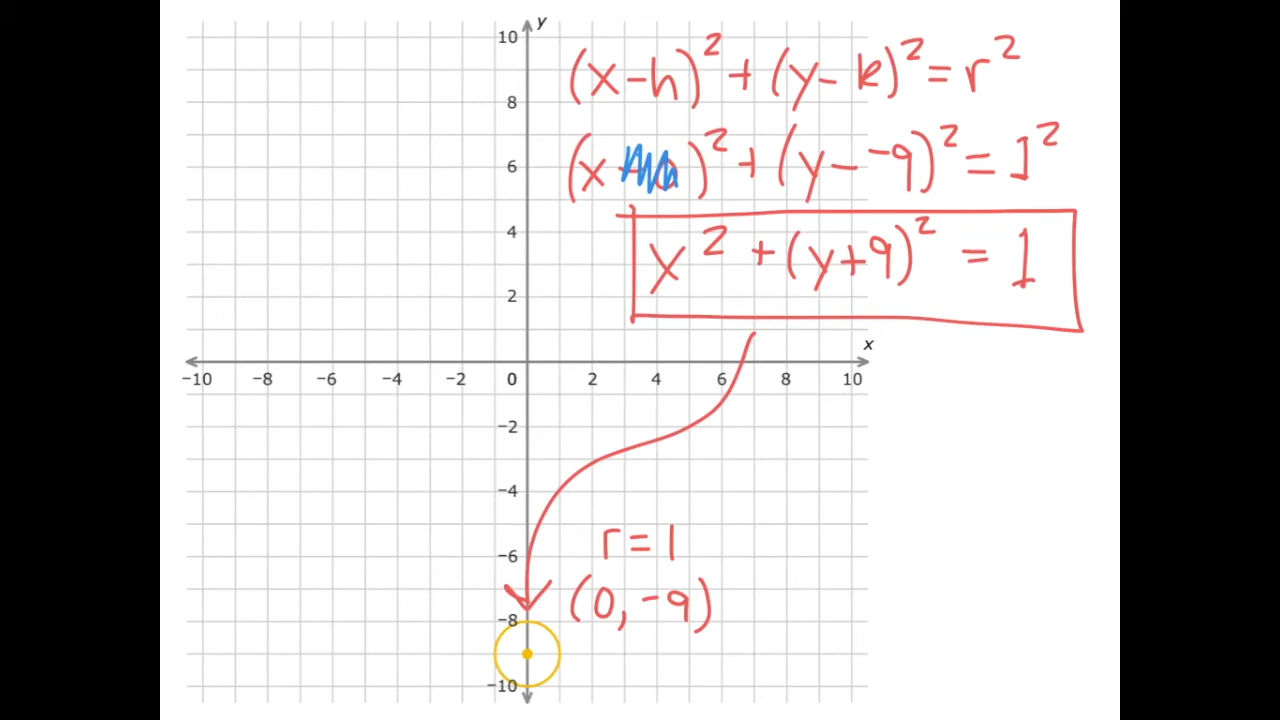 y
(x-h)² + (y-k)² = r²
(x )² + (y--9)² = 1²
x² + (y+9)² = 1
10
8
6
4
2
x
-10 -8 -6 -4 -2 0 2 4 6 8 10
-2
-4
-6
-8
-10
r = 1
(0, -9)